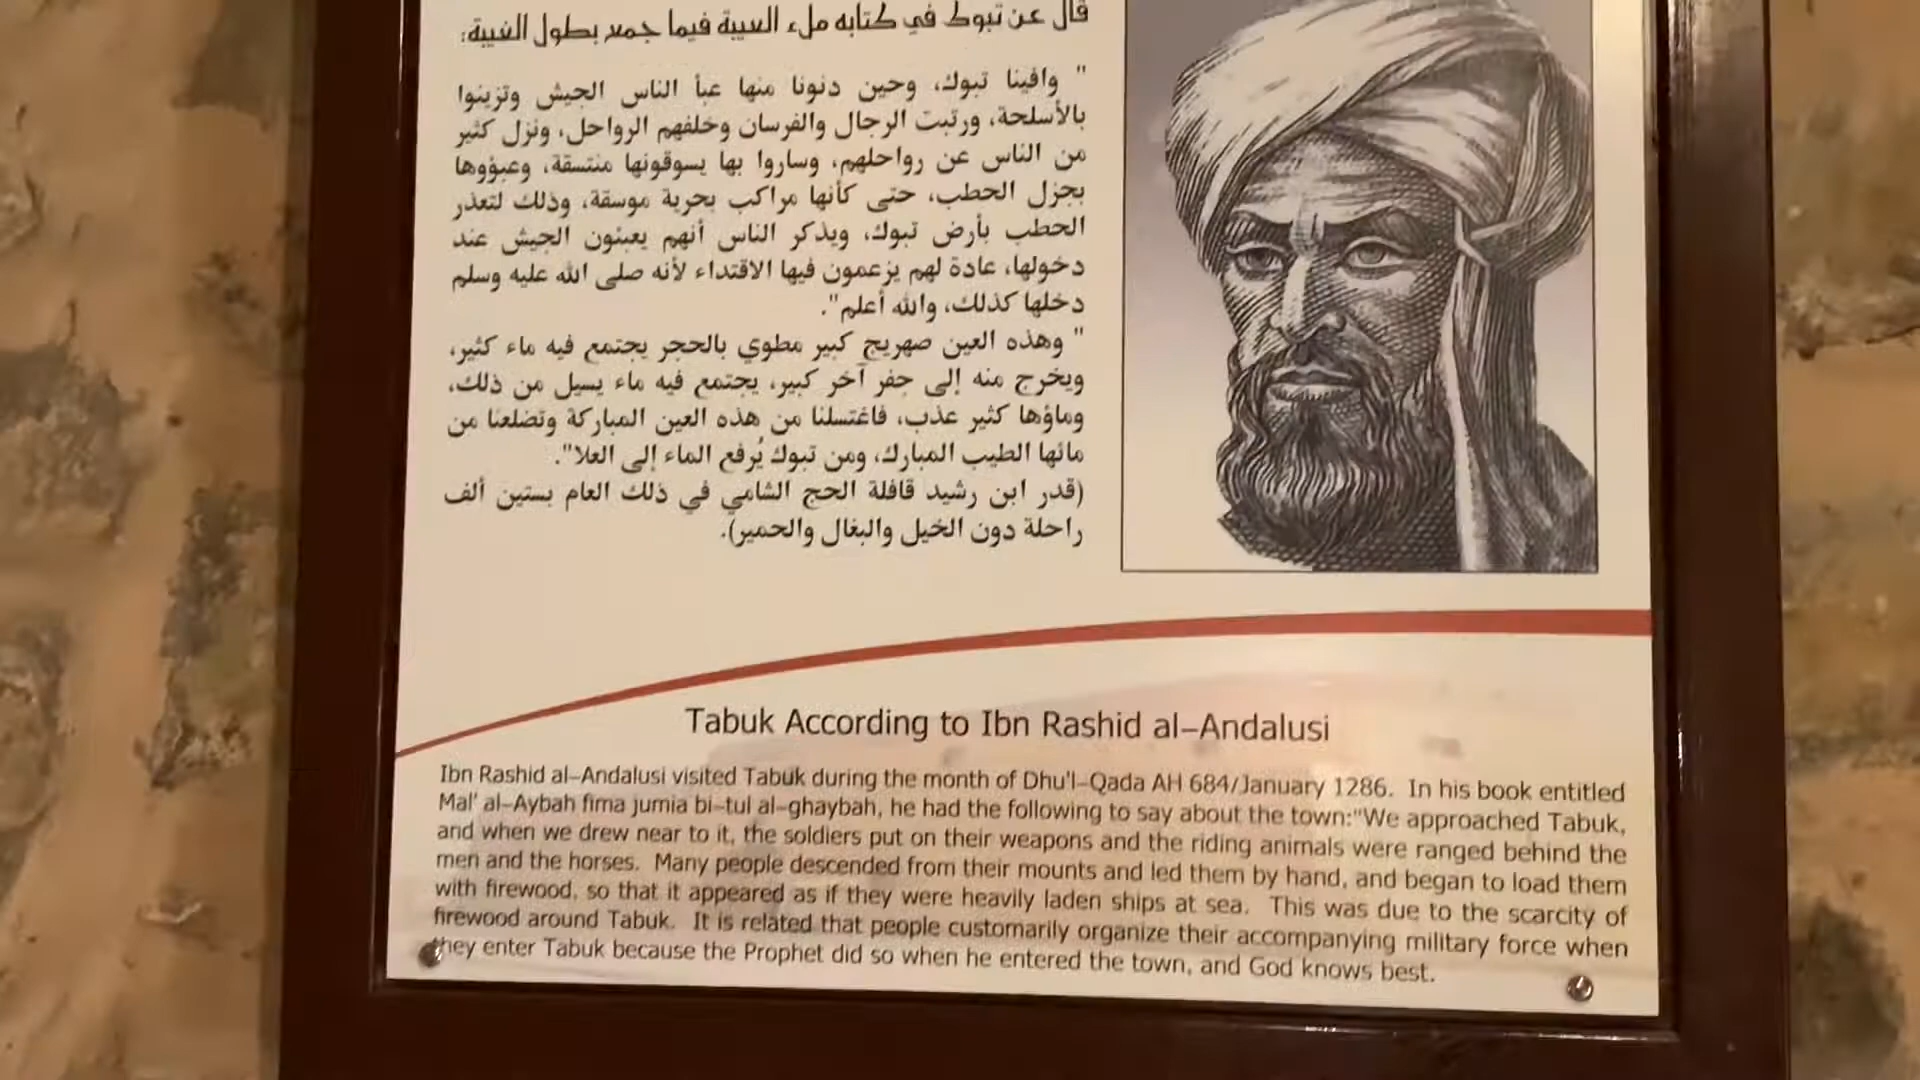 قال عن تبوك في كتابه ملء العيبة فيما جمع بطول الغيبة:
" وافينا تبوك، وحين دنونا منها عبأ الناس الجيش وتزينوا
بالأسلحة، ورتبت الرجال والفرسان وخلفهم الرواحل، ونزل كثير
من الناس عن رواحلهم، وساروا بها يسوقونها منتسقة، وعبؤوها
بجزل الحطب، حتى كأنها مراكب بحرية موسقة، وذلك لتعذر
الحطب بأرض تبوك، ويذكر الناس أنهم يعبئون الجيش عند
دخولها، عادة لهم يزعمون فيها الاقتداء لأنه صلى الله عليه وسلم
دخلها كذلك، والله أعلم".
" وهذه العين صهريج كبير مطوي بالحجر يجتمع فيه ماء كثير،
ويخرج منه إلى جفر آخر كبير، يجتمع فيه ماء يسيل من ذلك،
وماؤها كثير عذب، فاغتسلنا من هذه العين المباركة وتضلعنا من
مائها الطيب المبارك، ومن تبوك يُرفع الماء إلى العلا".
(قدر ابن رشيد قافلة الحج الشامي في ذلك العام بستين ألف
راحلة دون الخيل والبغال والحمير).
Tabuk According to Ibn Rashid al-Andalusi
Ibn Rashid al-Andalusi visited Tabuk during the month of Dhu'l-Qada AH 684/January 1286. In his book entitled
Mal' al-Aybah fima jumia bi-tul al-ghaybah, he had the following to say about the town:"We approached Tabuk,
and when we drew near to it, the soldiers put on their weapons and the riding animals were ranged behind the
men and the horses. Many people descended from their mounts and led them by hand, and began to load them
with firewood, so that it appeared as if they were heavily laden ships at sea. This was due to the scarcity of
firewood around Tabuk. It is related that people customarily organize their accompanying military force when
they enter Tabuk because the Prophet did so when he entered the town, and God knows best.